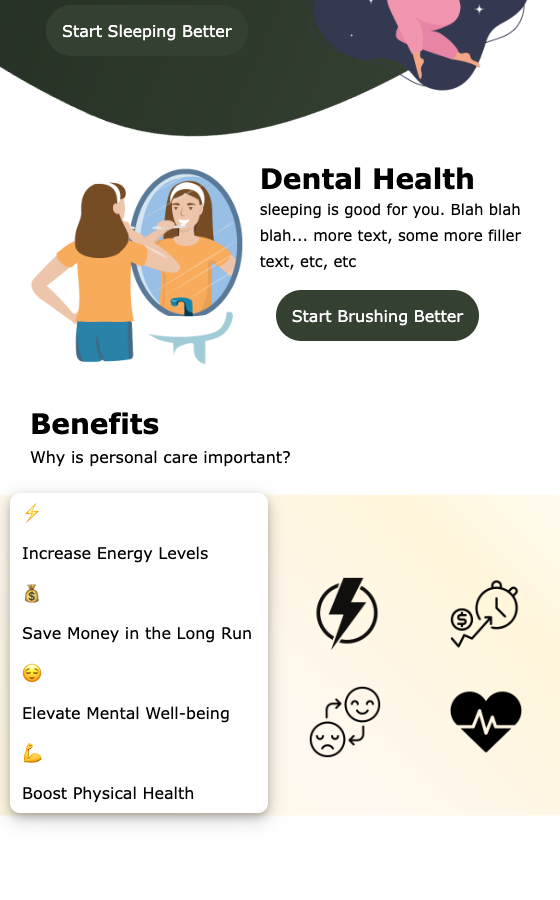 Start Sleeping Better
Dental Health
sleeping is good for you. Blah blah
blah... more text, some more filler
text, etc, etc
Start Brushing Better
Benefits
Why is personal care important?
Increase Energy Levels
Save Money in the Long Run
Elevate Mental Well-being
Boost Physical Health